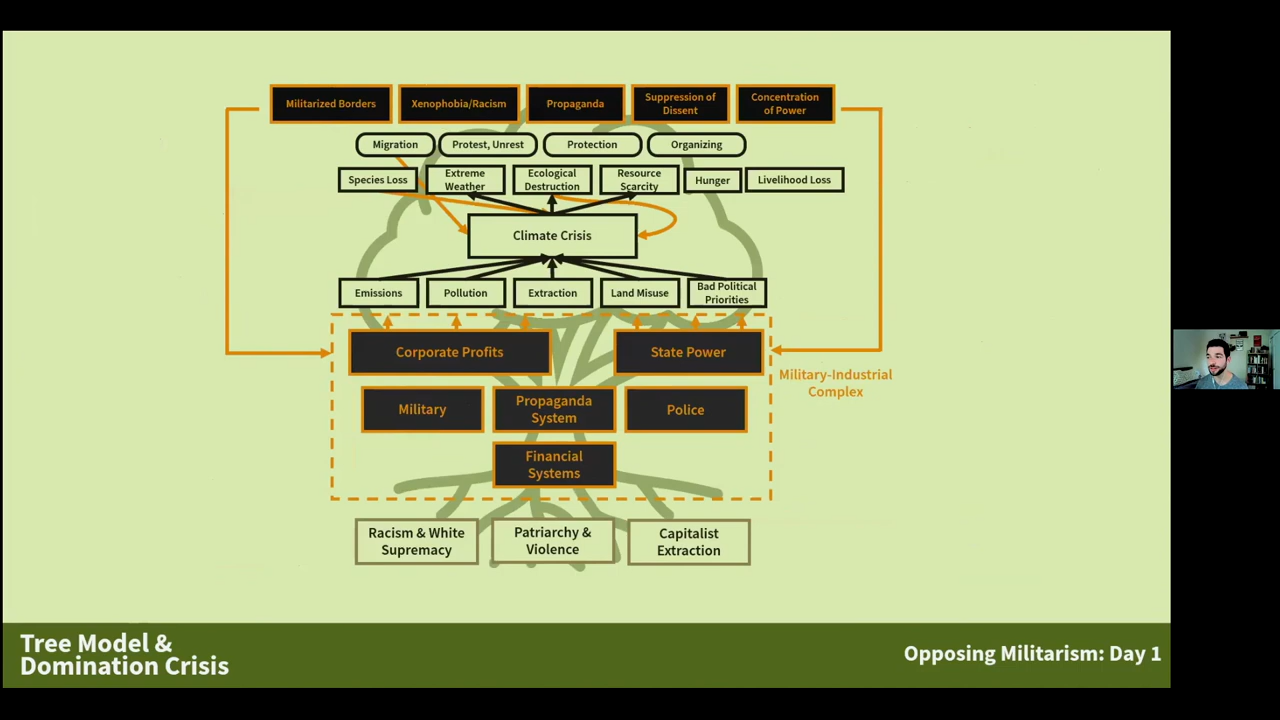 Militarized Borders
Xenophobia/Racism
Propaganda
Suppression of
Dissent
Concentration
of Power
Migration
Protest, Unrest
Protection
Organizing
Species Loss
Extreme
Weather
Ecological
Destruction
Resource
Scarcity
Hunger
Livelihood Loss
Climate Crisis
Emissions
Pollution
Extraction
Land Misuse
Bad Political
Priorities
Corporate Profits
State Power
Military-Industrial
Complex
Military
Propaganda
System
Police
Financial
Systems
Racism & White
Supremacy
Patriarchy &
Violence
Capitalist
Extraction
Tree Model &
Domination Crisis
Opposing Militarism: Day 1